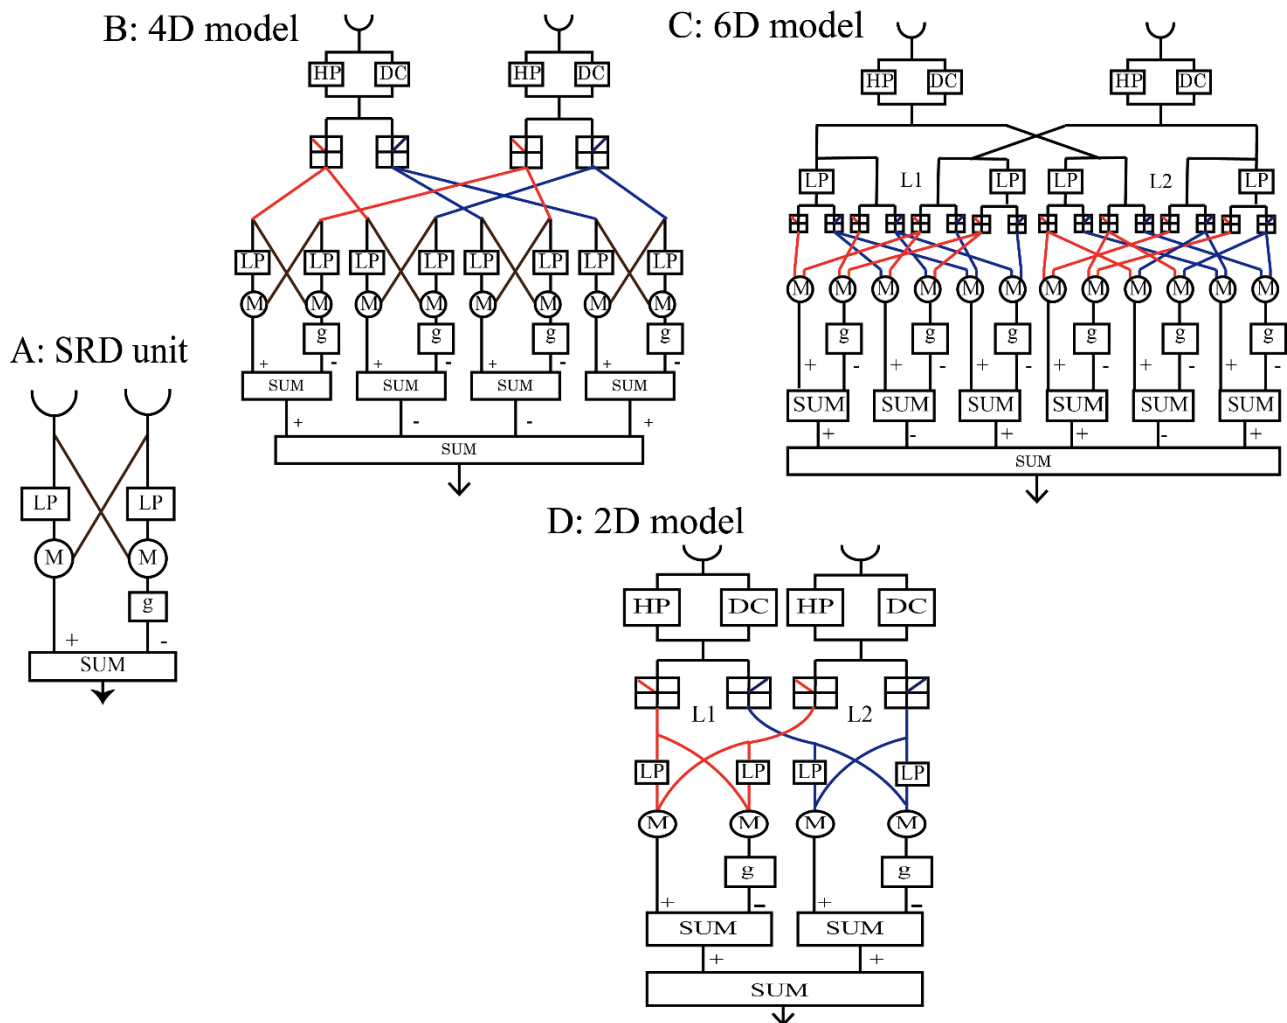 B: 4D model
C: 6D model
HP DC HP DC
HP DC HP DC
LP L1 LP LP L2 LP
LP LP LP LP LP LP LP LP
M M M M M M M M M M M M
M M M M M M M M
g g g g g g
g g g g
+ - + - + - + - + - + -
+ - + - + - + -
A: SRD unit
SUM SUM SUM SUM
SUM SUM SUM SUM SUM SUM
+ - - +
+ - + + - +
SUM
SUM
LP LP
M M
g
+ -
SUM
D: 2D model
HP DC HP DC
L1 L2
LP LP LP LP
M M M M
g g
+ - + -
SUM SUM
+ +
SUM